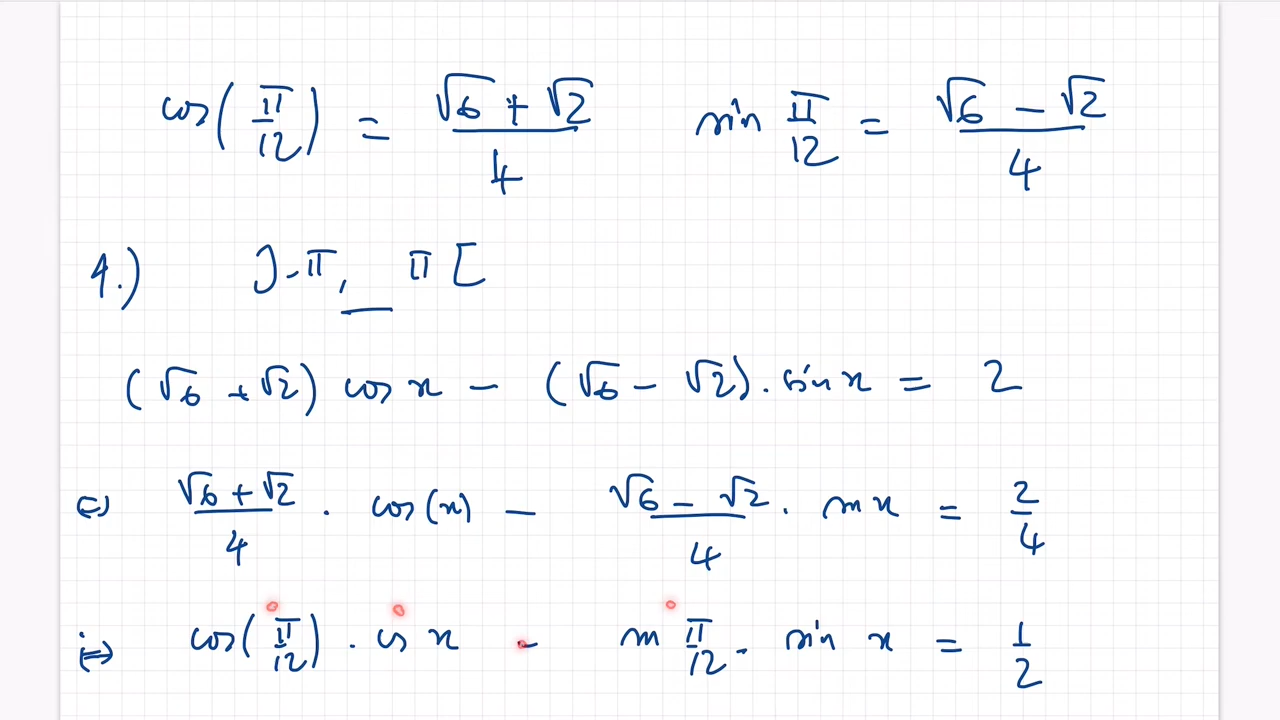 cos(π/12) = (√6 + √2)/4 sin π/12 = (√6 − √2)/4
4.) ]-π, π[
(√6 + √2) cos x − (√6 − √2). sin x = 2
⇔ (√6 + √2)/4 . cos(x) − (√6 − √2)/4 . sin x = 2/4
⇔ cos(π/12) . cos x − sin π/12 . sin x = 1/2